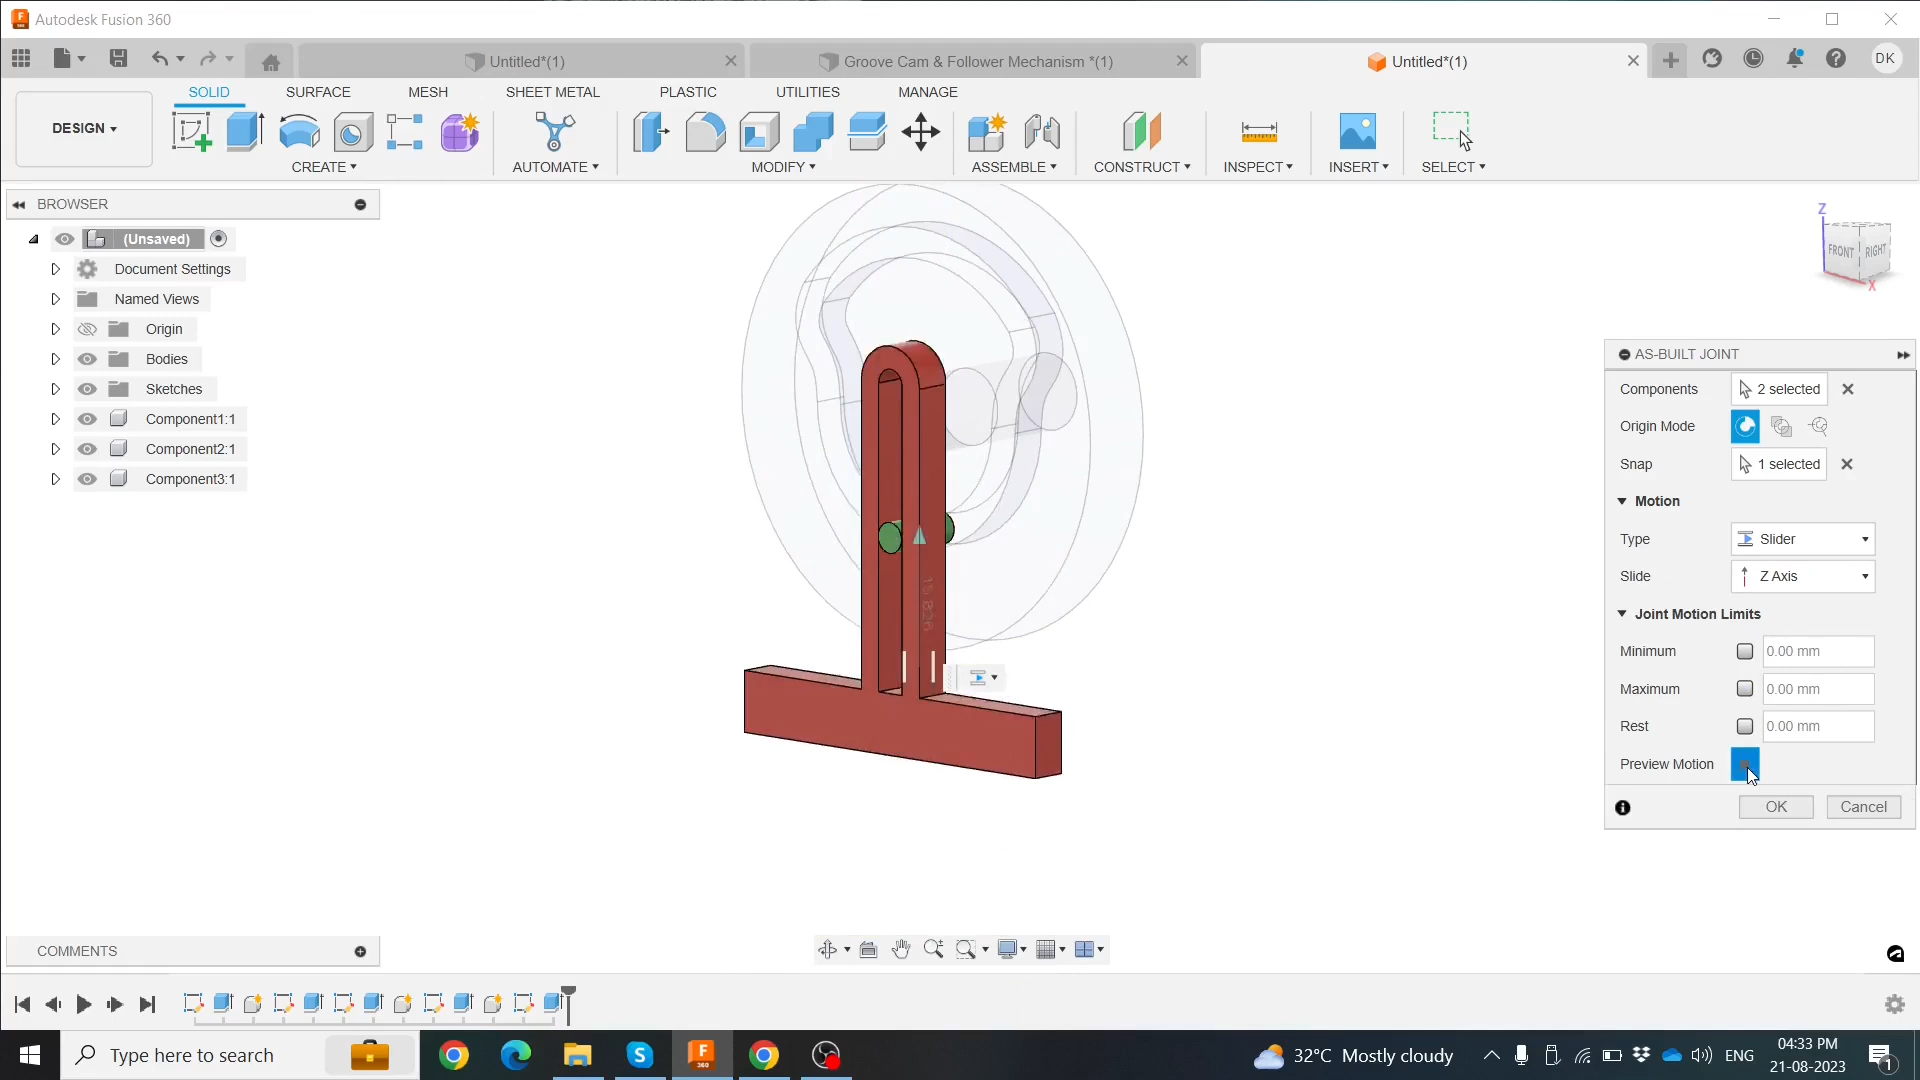 Autodesk Fusion 360
Untitled*(1)
Groove Cam & Follower Mechanism *(1)
Untitled*(1)
DK
DESIGN
SOLID
SURFACE
MESH
SHEET METAL
PLASTIC
UTILITIES
MANAGE
CREATE
AUTOMATE
MODIFY
ASSEMBLE
CONSTRUCT
INSPECT
INSERT
SELECT
BROWSER
(Unsaved)
Document Settings
Named Views
Origin
Bodies
Sketches
Component1:1
Component2:1
Component3:1
Z
FRONT
RIGHT
X
AS-BUILT JOINT
Components
2 selected
Origin Mode
Snap
1 selected
Motion
Type
Slider
Slide
Z Axis
Joint Motion Limits
Minimum
0.00 mm
Maximum
0.00 mm
Rest
0.00 mm
Preview Motion
OK
Cancel
COMMENTS
Type here to search
F
360
32°C Mostly cloudy
ENG
04:33 PM
21-08-2023
1